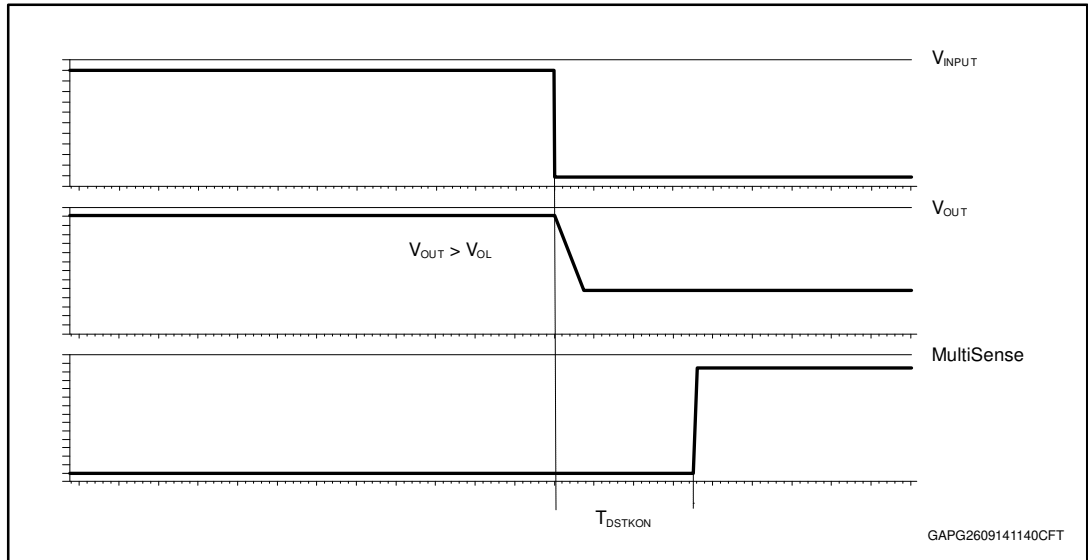 VINPUT
VOUT
VOUT > VOL
MultiSense
TDSTKON
GAPG2609141140CFT